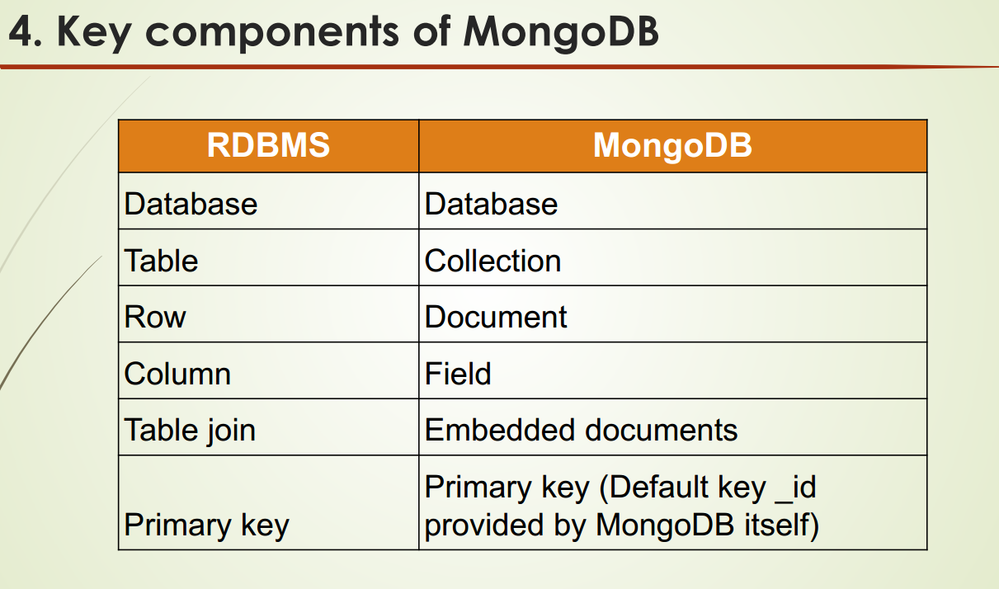 4. Key components of MongoDB
RDBMS MongoDB
Database Database
Table Collection
Row Document
Column Field
Table join Embedded documents
Primary key Primary key (Default key _id
provided by MongoDB itself)